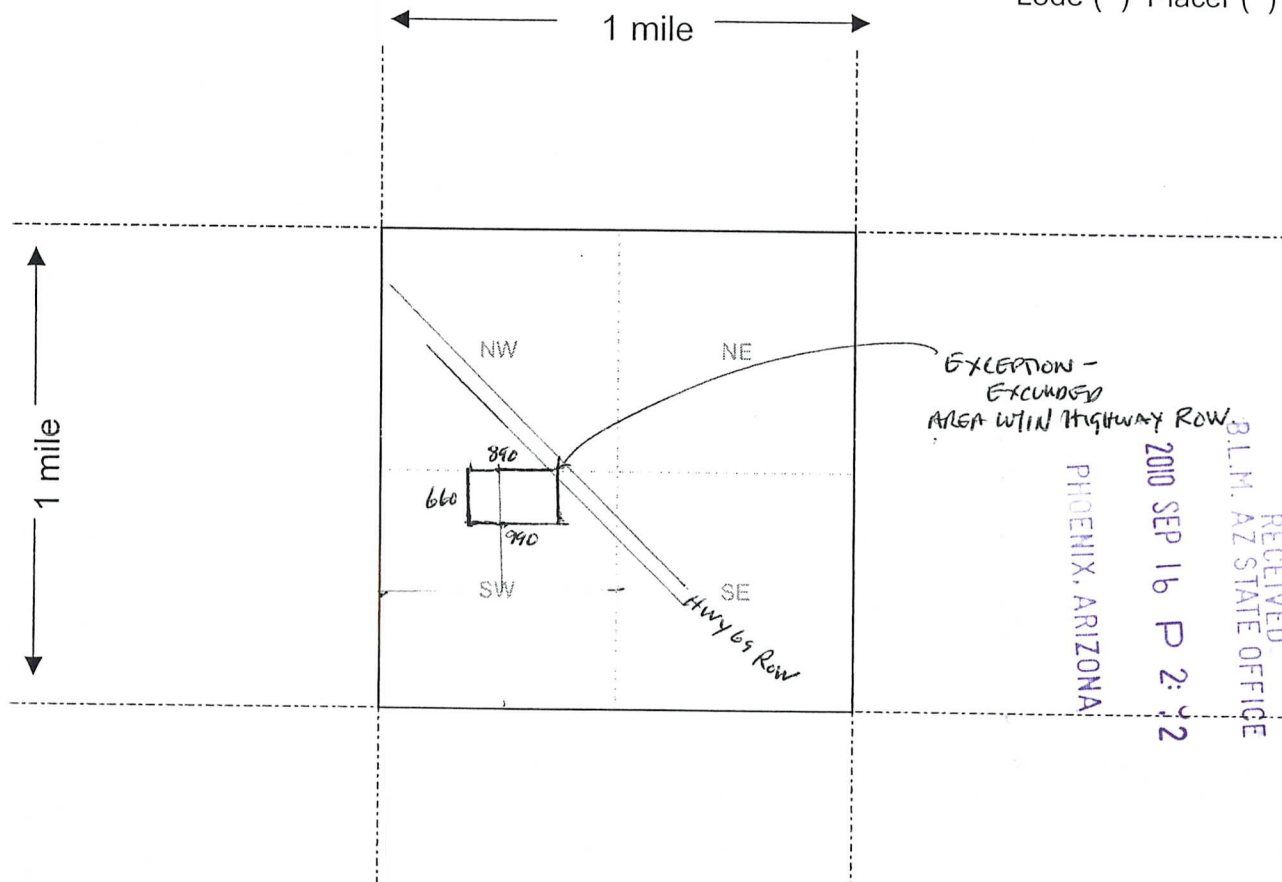 Lode ( ) Placer ( )
1 mile
1 mile
NW
NE
EXCEPTION -
EXCLUDED
AREA W/IN HIGHWAY ROW.
890
660
990
SW
SE
HWY 69 ROW
RECEIVED
B.L.M. AZ STATE OFFICE
2010 SEP 16 P 2:
PHOENIX, ARIZONA